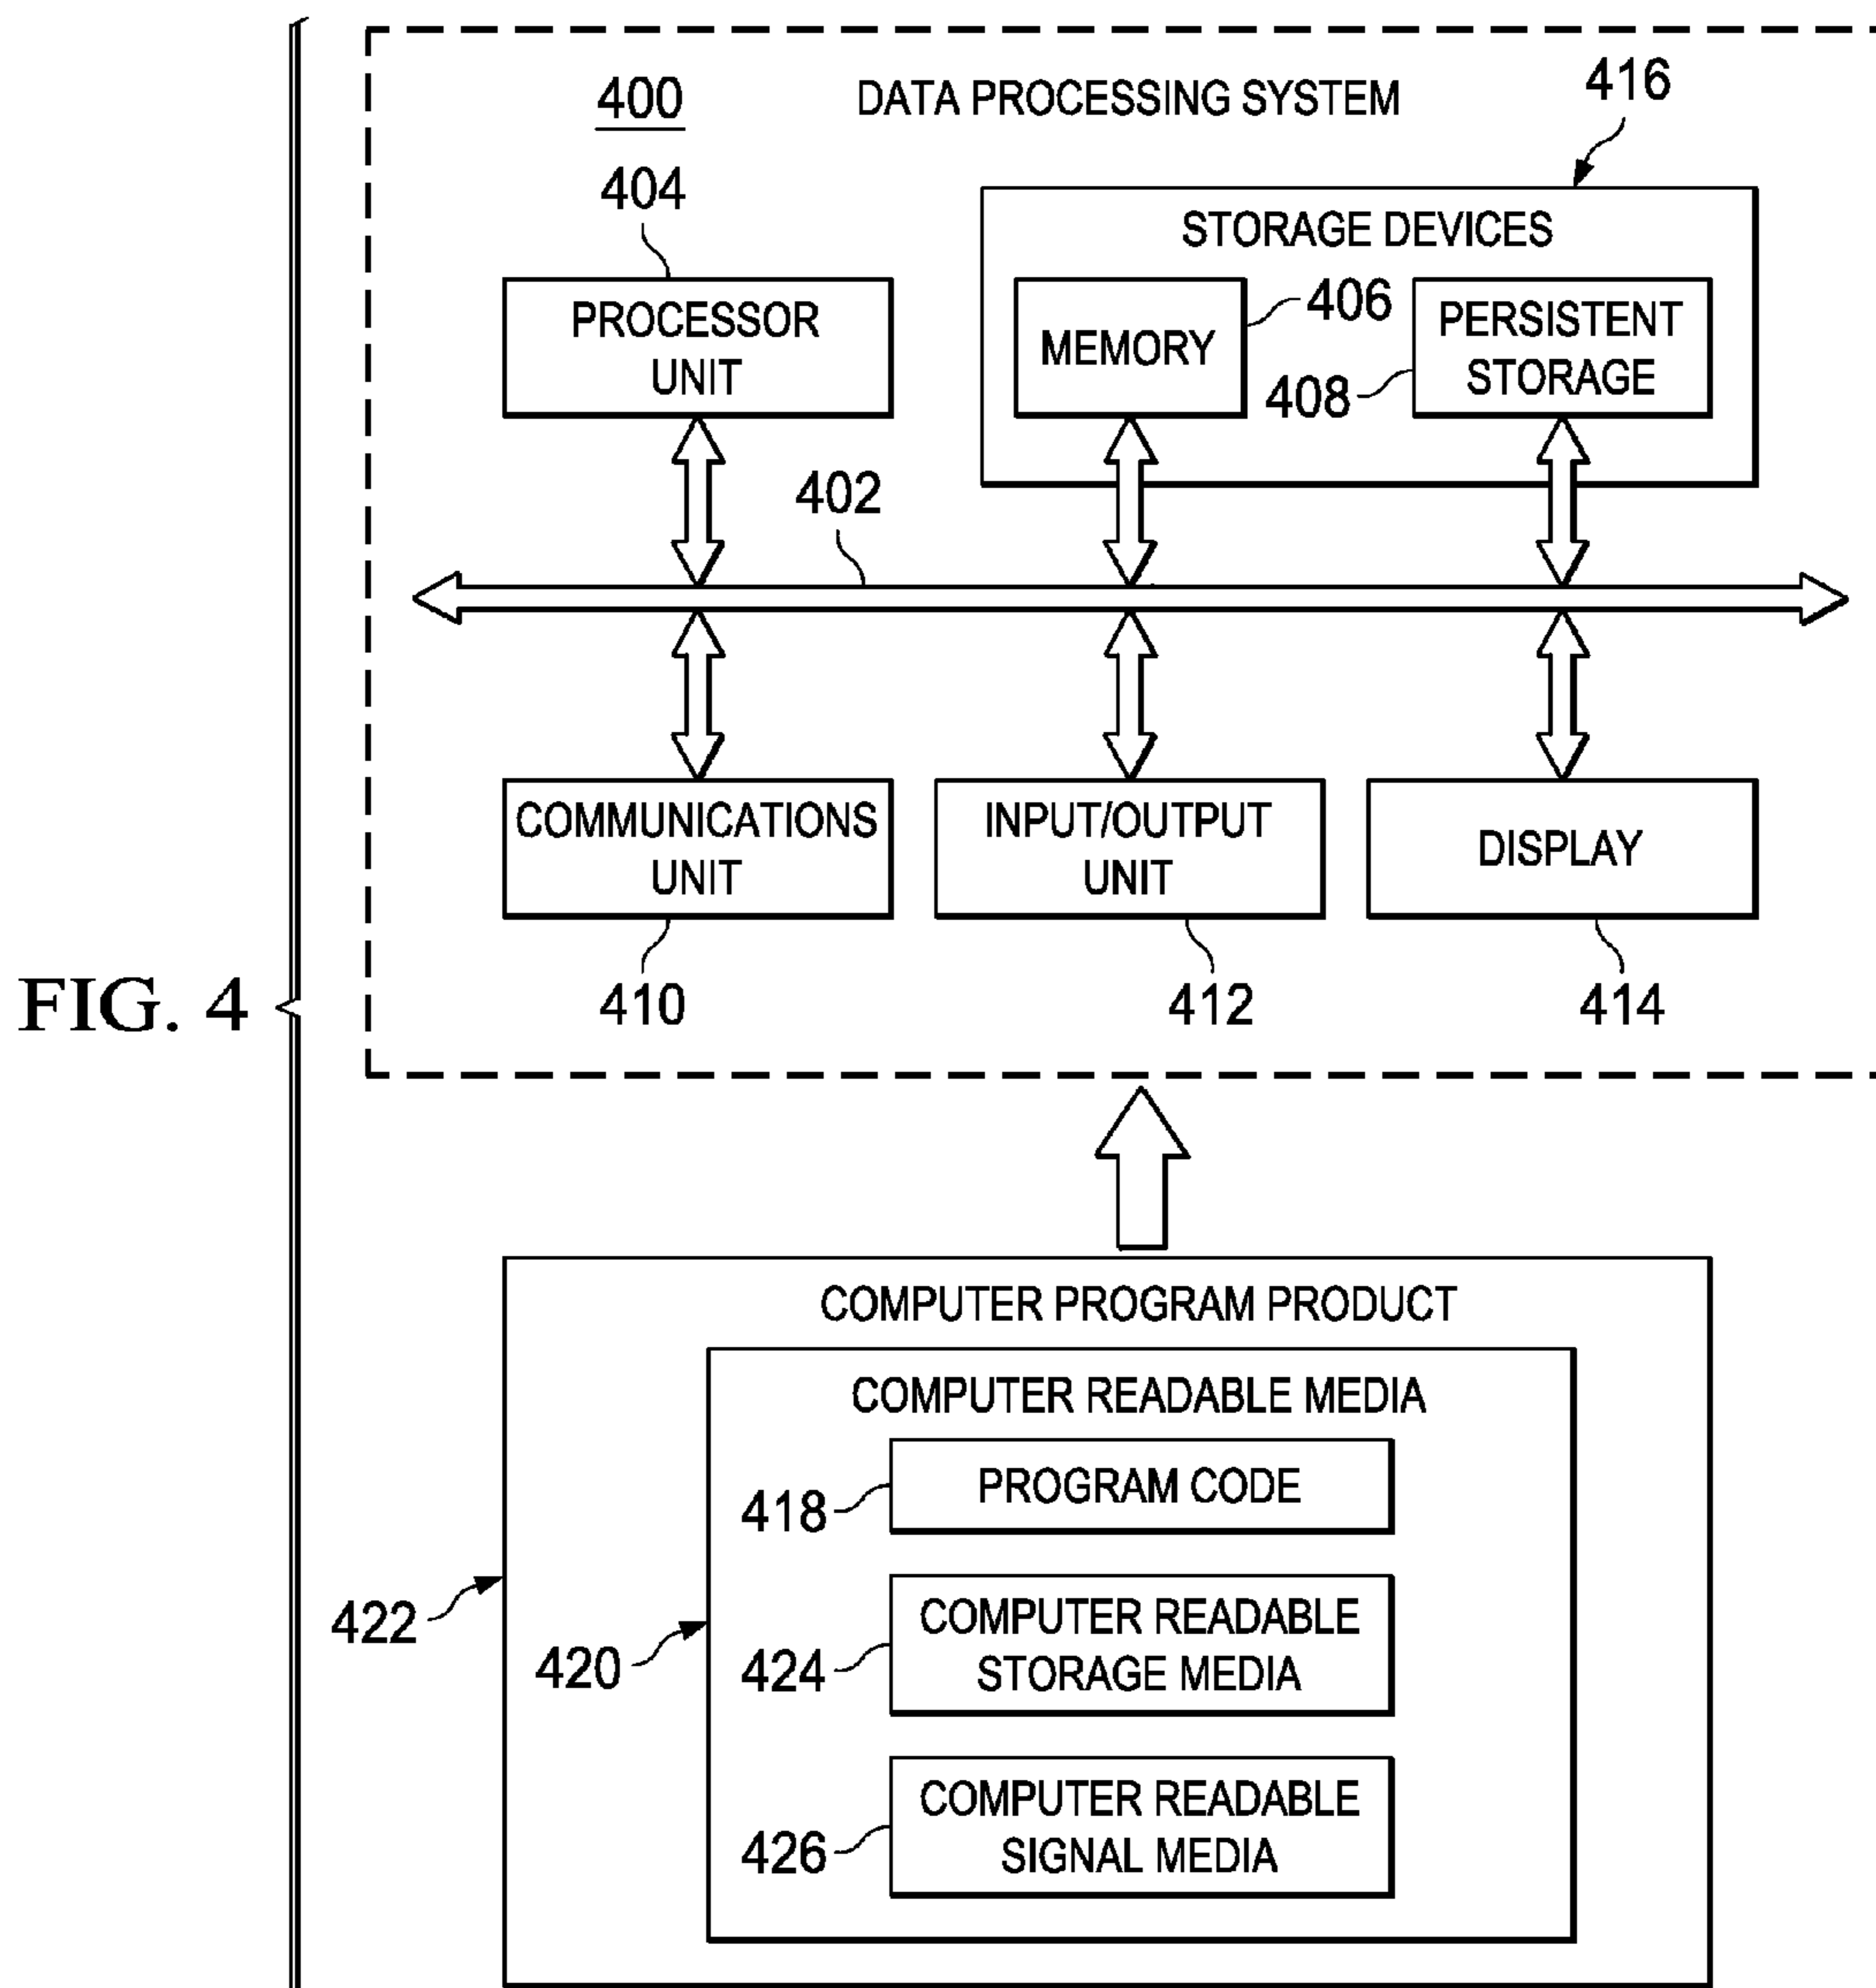 400
DATA PROCESSING SYSTEM
416
404
STORAGE DEVICES
PROCESSOR
UNIT
MEMORY
406
PERSISTENT
STORAGE
408
402
COMMUNICATIONS
UNIT
INPUT/OUTPUT
UNIT
DISPLAY
410
412
414
FIG. 4
COMPUTER PROGRAM PRODUCT
COMPUTER READABLE MEDIA
PROGRAM CODE
418
422
420
COMPUTER READABLE
STORAGE MEDIA
424
COMPUTER READABLE
SIGNAL MEDIA
426